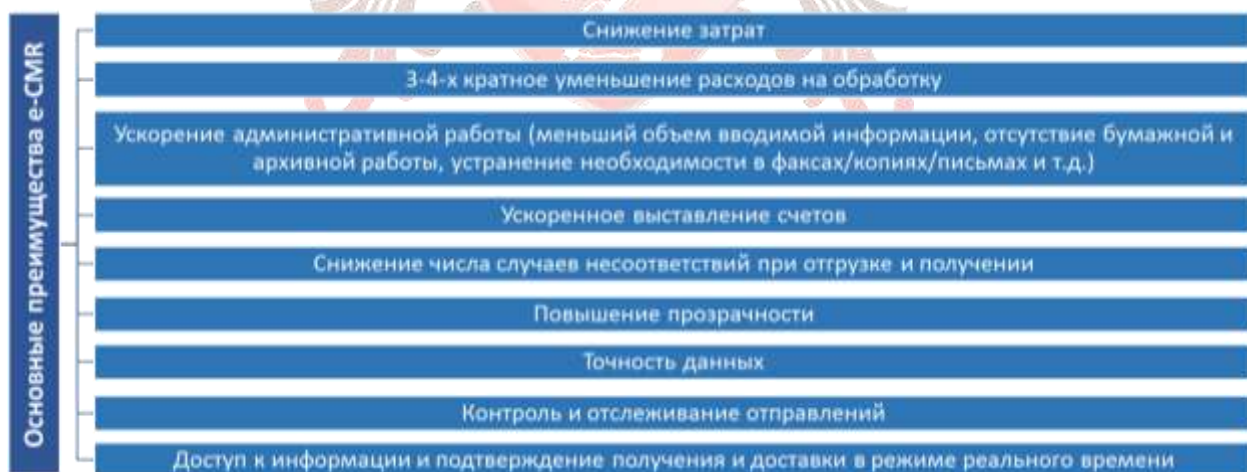 Основные преимущества e-CMR
Снижение затрат
3-4-х кратное уменьшение расходов на обработку
Ускорение административной работы (меньший объем вводимой информации, отсутствие бумажной и
архивной работы, устранение необходимости в факсах/копиях/письмах и т.д.)
Ускоренное выставление счетов
Снижение числа случаев несоответствий при отгрузке и получении
Повышение прозрачности
Точность данных
Контроль и отслеживание отправлений
Доступ к информации и подтверждение получения и доставки в режиме реального времени